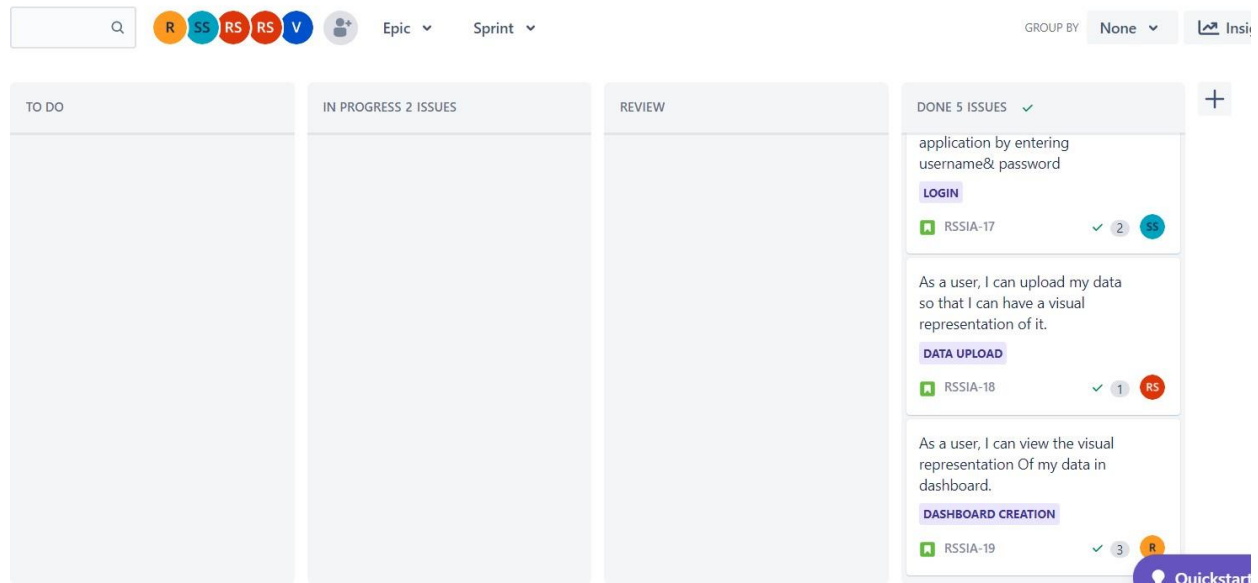 R SS RS RS V Epic Sprint GROUP BY None Insi
TO DO
IN PROGRESS 2 ISSUES
REVIEW
DONE 5 ISSUES
application by entering
username& password
LOGIN
RSSIA-17 2 SS
As a user, I can upload my data
so that I can have a visual
representation of it.
DATA UPLOAD
RSSIA-18 1 RS
As a user, I can view the visual
representation Of my data in
dashboard.
DASHBOARD CREATION
RSSIA-19 3 R
Quickstart